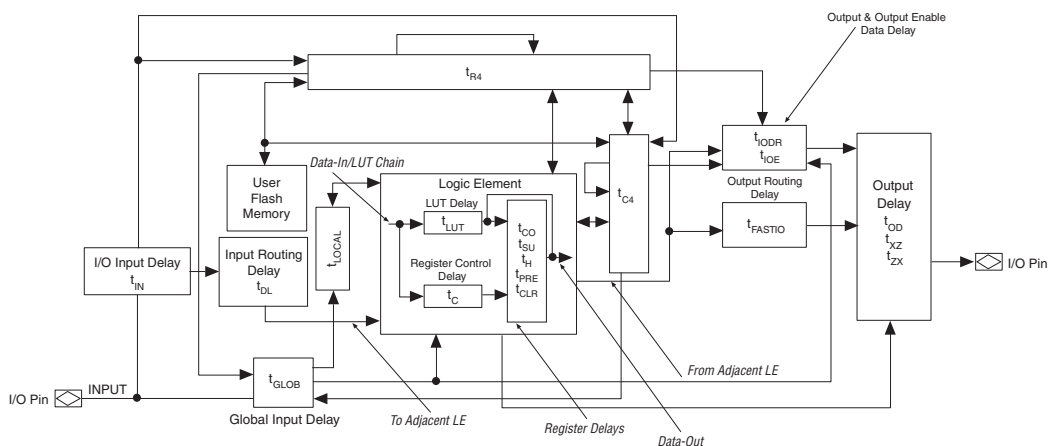 Output & Output Enable
Data Delay
tR4
Data-In/LUT Chain
tIODR
tIOE
User
Flash
Memory
Logic Element
LUT Delay
tLUT
tCO
tSU
tH
tPRE
tCLR
Register Control
Delay
tC
tC4
Output Routing
Delay
tFASTIO
Output
Delay
tOD
tXZ
tZX
I/O Pin
I/O Input Delay
tIN
Input Routing
Delay
tDL
tLOCAL
From Adjacent LE
I/O Pin
INPUT
tGLOB
Global Input Delay
To Adjacent LE
Register Delays
Data-Out